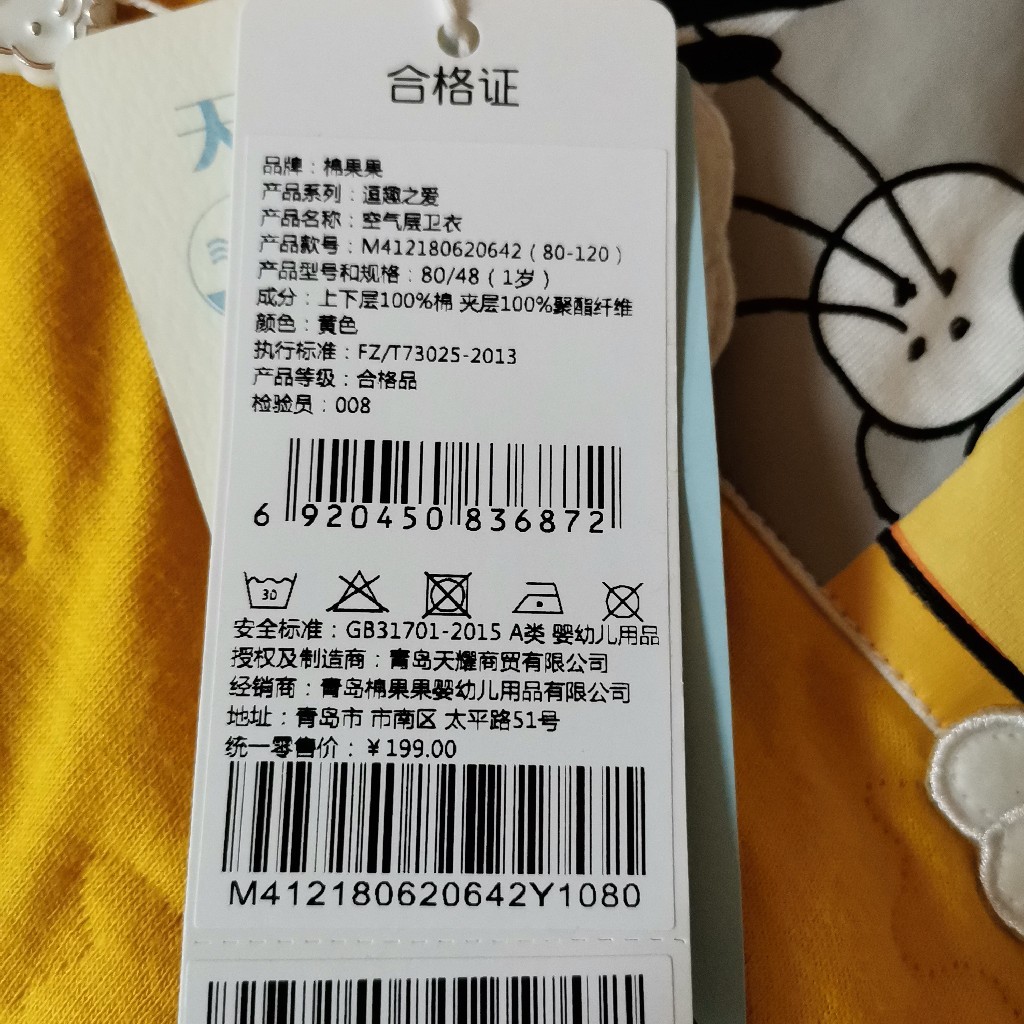 合格证
品牌：棉果果
产品系列：逗趣之爱
产品名称：空气层卫衣
产品款号：M412180620642（80-120）
产品型号和规格：80/48（1岁）
成分：上下层100%棉 夹层100%聚酯纤维
颜色：黄色
执行标准：FZ/T73025-2013
产品等级：合格品
检验员：008
6 920450 836872
30
安全标准：GB31701-2015 A类 婴幼儿用品
授权及制造商：青岛天耀商贸有限公司
经销商：青岛棉果果婴幼儿用品有限公司
地址：青岛市 市南区 太平路51号
统一零售价：￥199.00
M412180620642Y1080